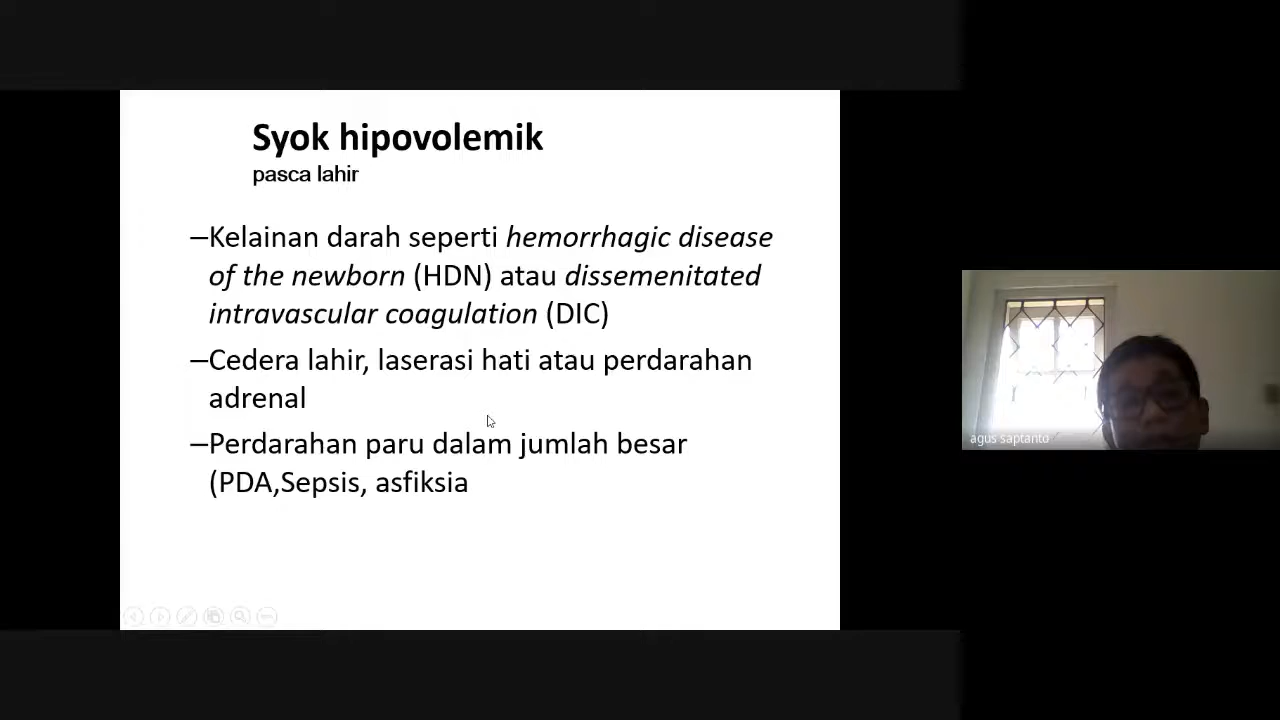 Syok hipovolemik
pasca lahir
–Kelainan darah seperti hemorrhagic disease
of the newborn (HDN) atau dissemenitated
intravascular coagulation (DIC)
–Cedera lahir, laserasi hati atau perdarahan
adrenal
–Perdarahan paru dalam jumlah besar
(PDA,Sepsis, asfiksia
agus saptanto